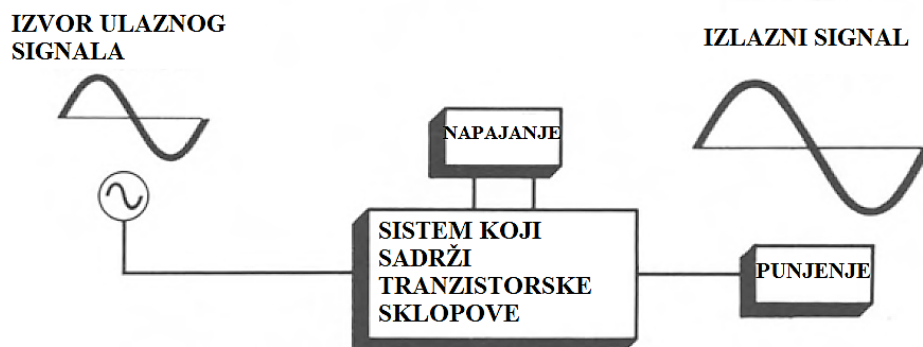 IZVOR ULAZNOG
SIGNALA
IZLAZNI SIGNAL
NAPAJANJE
SISTEM KOJI
SADRŽI
TRANZISTORSKE
SKLOPOVE
PUNJENJE